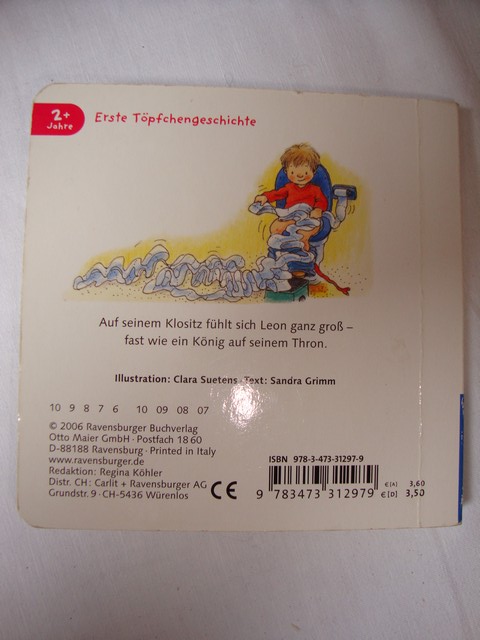 2+
Jahre
Erste Töpfchengeschichte
Auf seinem Klositz fühlt sich Leon ganz groß –
fast wie ein König auf seinem Thron.
Illustration: Clara Suetens · Text: Sandra Grimm
10 9 8 7 6 10 09 08 07
© 2006 Ravensburger Buchverlag
Otto Maier GmbH · Postfach 18 60
D-88188 Ravensburg · Printed in Italy
www.ravensburger.de
Redaktion: Regina Köhler
Distr. CH: Carlit + Ravensburger AG
Grundstr. 9 · CH-5436 Würenlos
CE
ISBN 978-3-473-31297-9
9 783473 312979
€ (A) 3,60
€ (D) 3,50